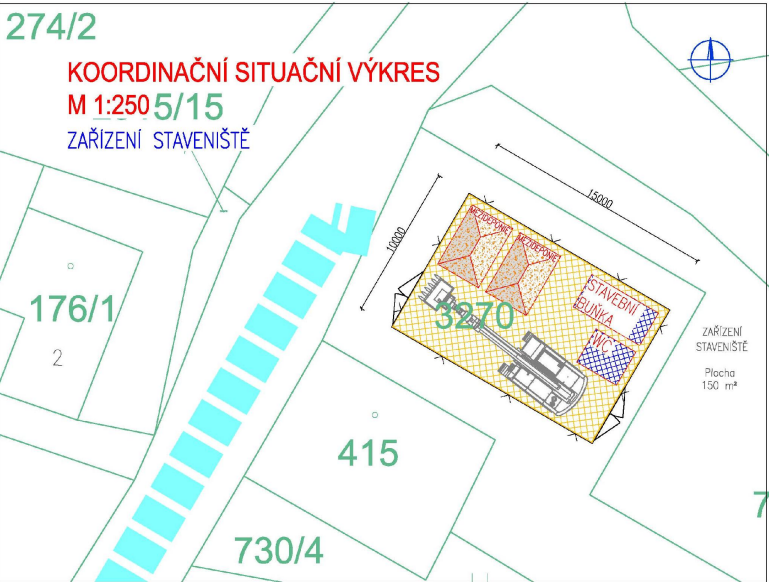 274/2
KOORDINAČNÍ SITUAČNÍ VÝKRES
M 1:250
5/15
ZAŘÍZENÍ STAVENIŠTĚ
15000
10000
MEZIDEPONIE
MEZIDEPONIE
STAVEBNÍ
BUŇKA
WC
3270
176/1
2
ZAŘÍZENÍ
STAVENIŠTĚ
Plocha
150 m²
415
7
730/4